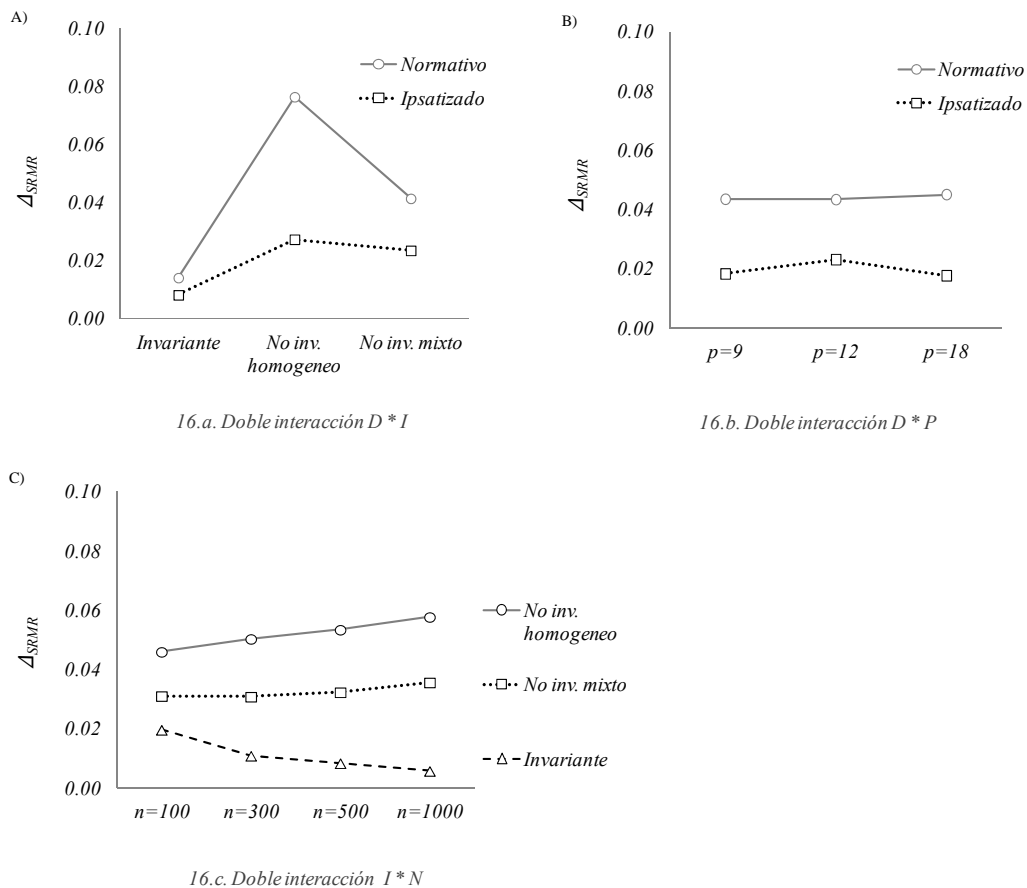 A)
0.10
0.08
0.06
0.04
0.02
0.00
Δ_SRMR
Normativo
Ipsatizado
Invariante
No inv.
homogeneo
No inv. mixto
16.a. Doble interacción D * I
B)
0.10
0.08
0.06
0.04
0.02
0.00
Δ_SRMR
Normativo
Ipsatizado
p=9
p=12
p=18
16.b. Doble interacción D * P
C)
0.10
0.08
0.06
0.04
0.02
0.00
Δ_SRMR
No inv.
homogeneo
No inv. mixto
Invariante
n=100
n=300
n=500
n=1000
16.c. Doble interacción I * N